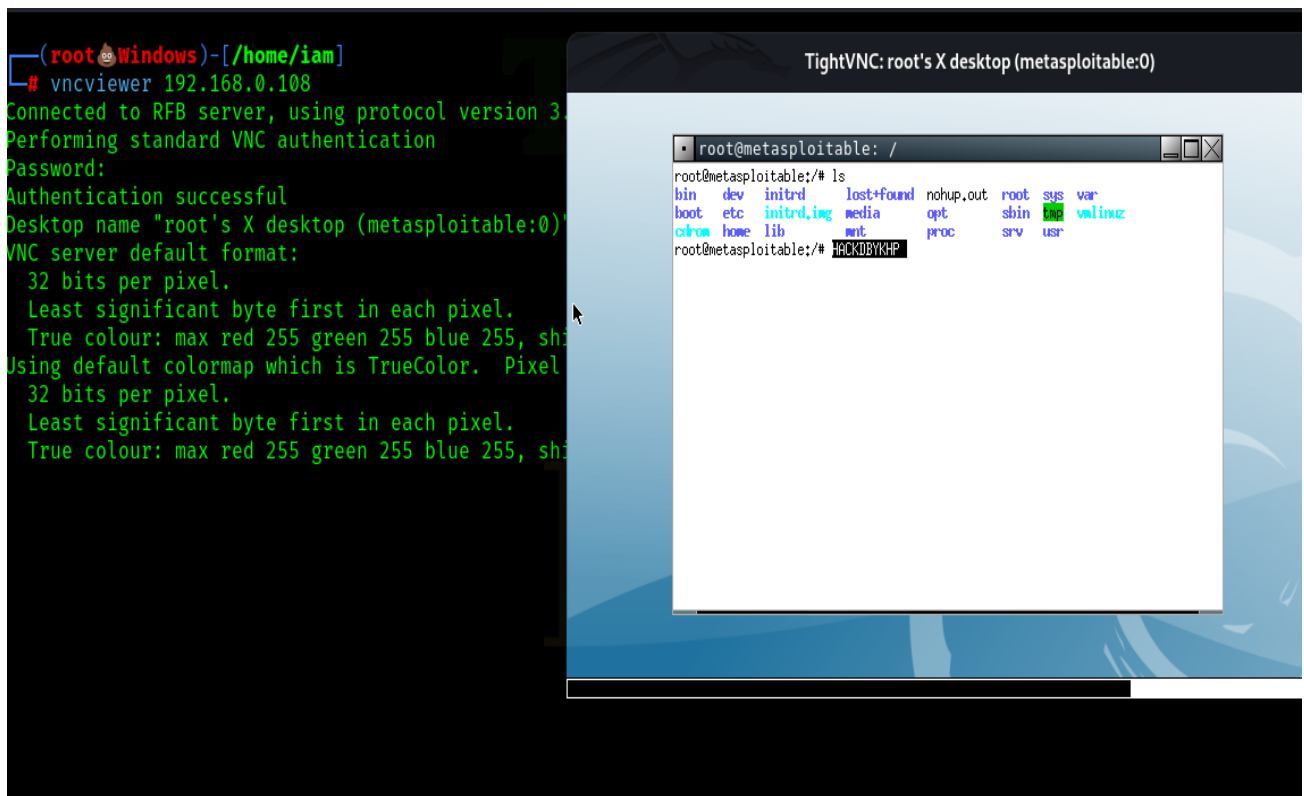 (root💩Windows)-[/home/iam]
# vncviewer 192.168.0.108
Connected to RFB server, using protocol version 3.
Performing standard VNC authentication
Password:
Authentication successful
Desktop name "root's X desktop (metasploitable:0)"
VNC server default format:
32 bits per pixel.
Least significant byte first in each pixel.
True colour: max red 255 green 255 blue 255, shi
Using default colormap which is TrueColor. Pixel
32 bits per pixel.
Least significant byte first in each pixel.
True colour: max red 255 green 255 blue 255, shi
TightVNC: root's X desktop (metasploitable:0)
root@metasploitable: /
root@metasploitable:/# ls
bin dev initrd lost+found nohup.out root sys var
boot etc initrd.img media opt sbin tmp vmlinuz
cdrom home lib mnt proc srv usr
root@metasploitable:/# HACKDBYKHP